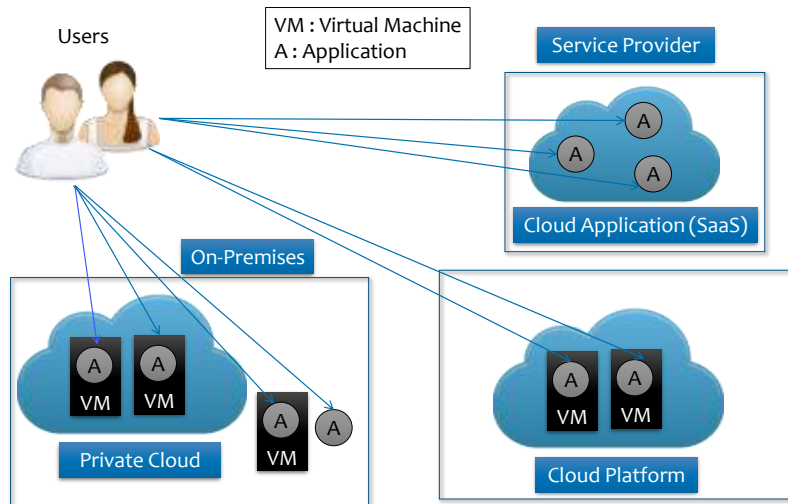 Users
VM : Virtual Machine
A : Application
Service Provider
A
A
A
Cloud Application (SaaS)
On-Premises
A
VM
A
VM
A
VM
A
Private Cloud
A
VM
A
VM
Cloud Platform